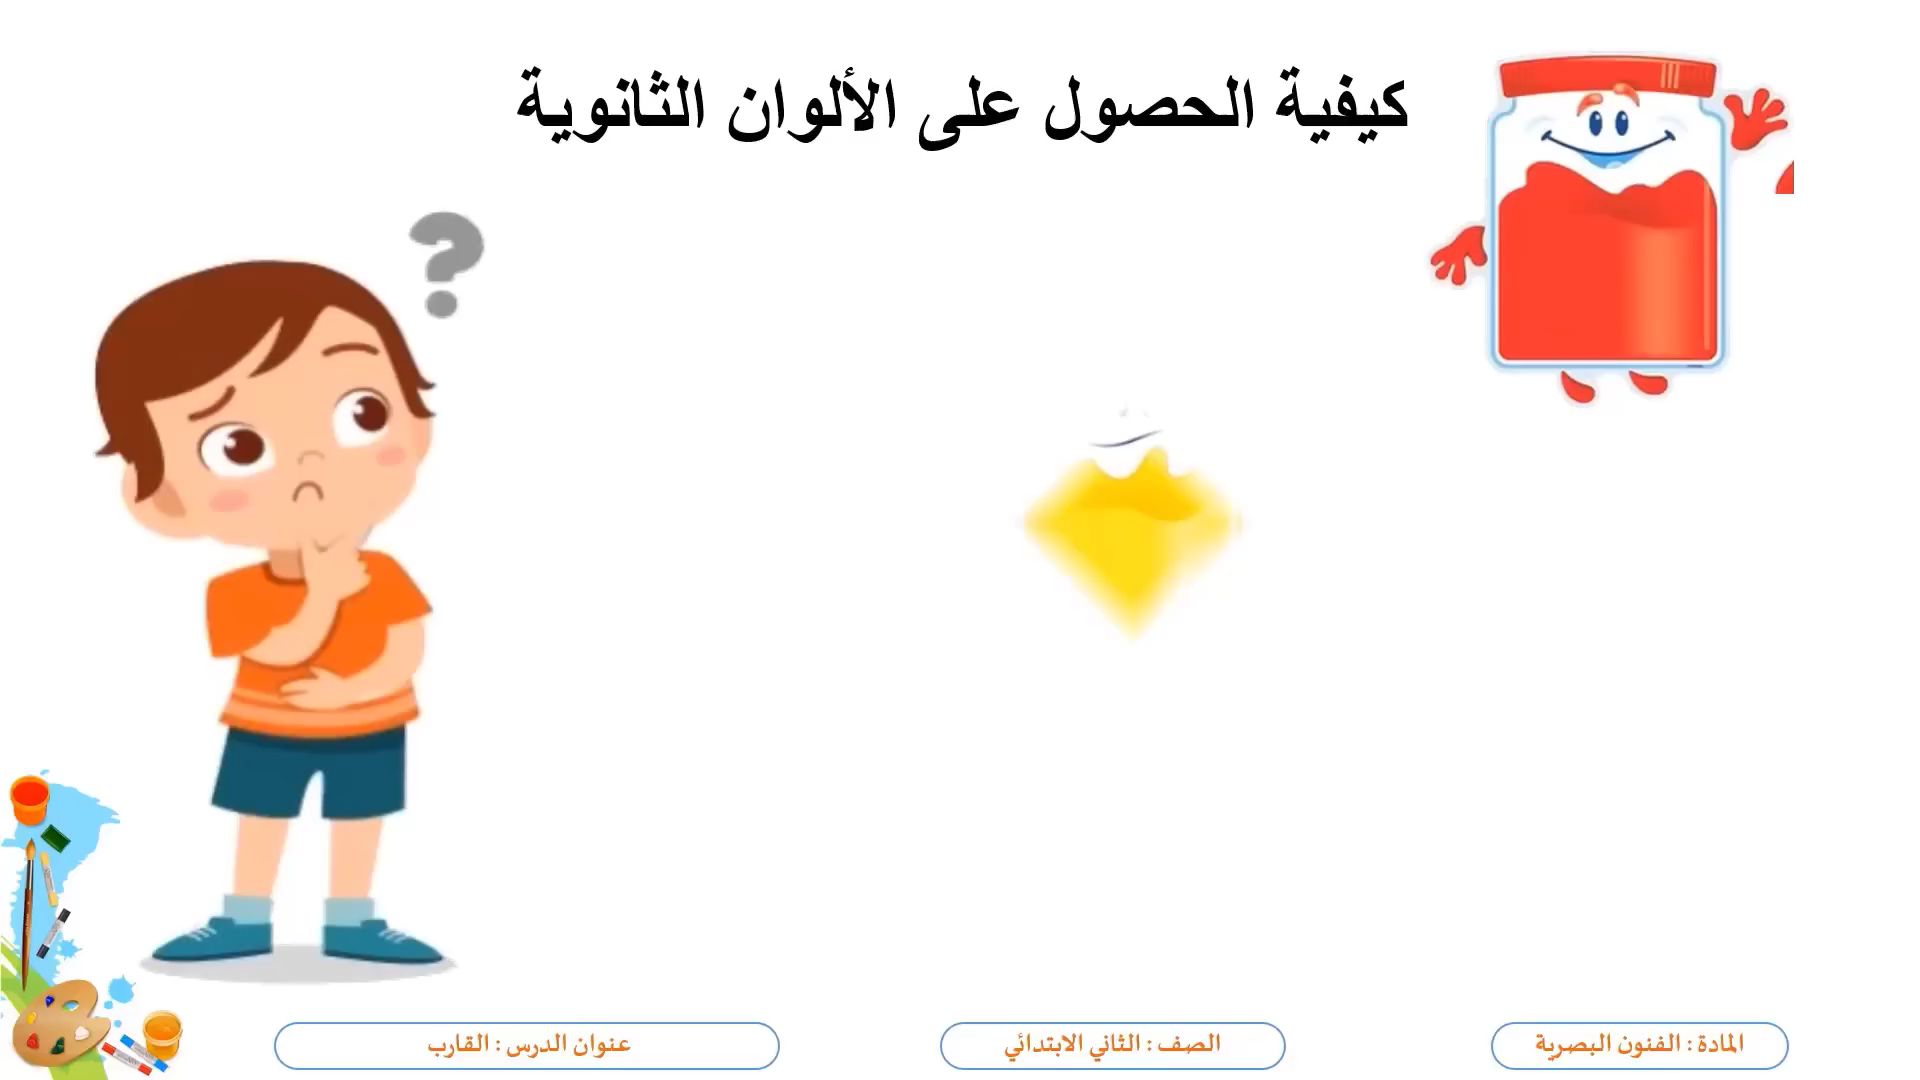 كيفية الحصول على الألوان الثانوية
?
المادة : الفنون البصرية
الصف : الثاني الابتدائي
عنوان الدرس : القارب